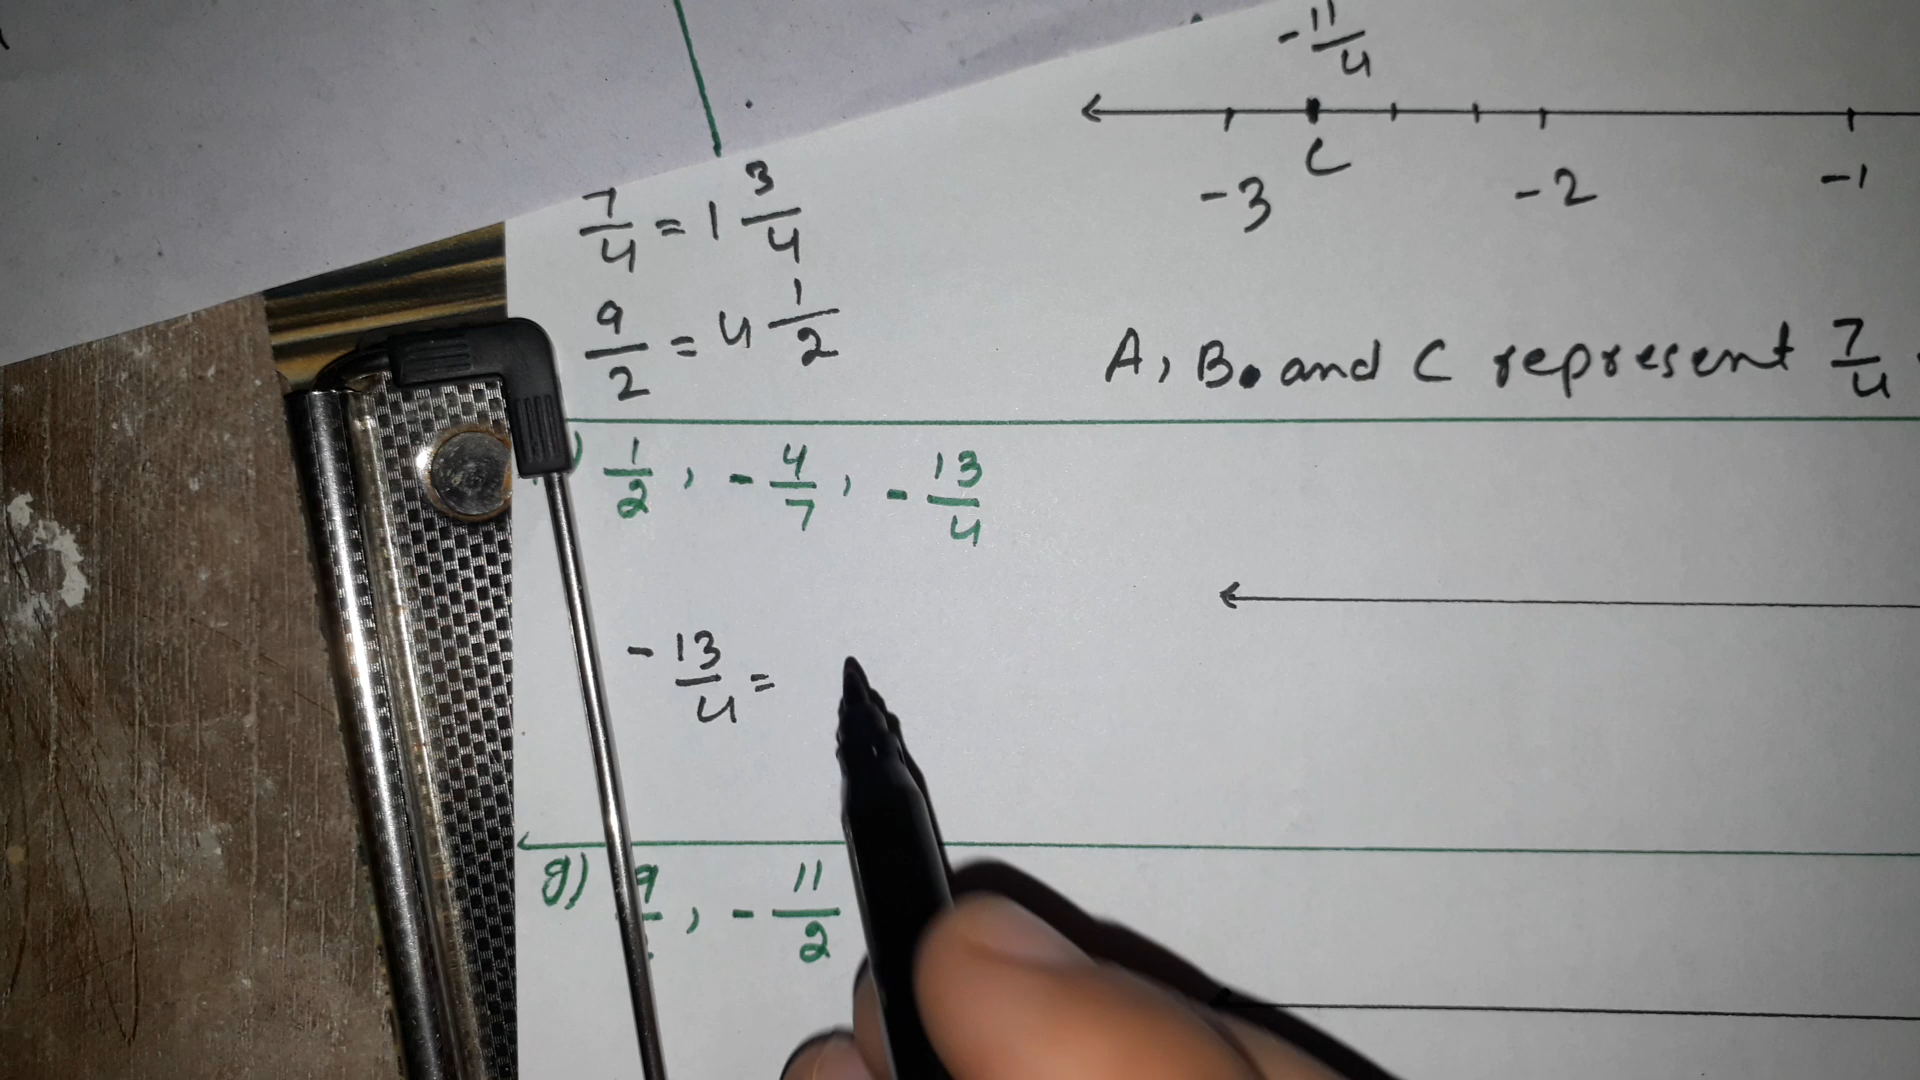 -11/4
-3 C -2 -1
7/4 = 1 3/4
9/2 = 4 1/2
A, B and C represent 7/4
) 1/2, -4/7, -13/4
-13/4 =
g) 9, -11/2